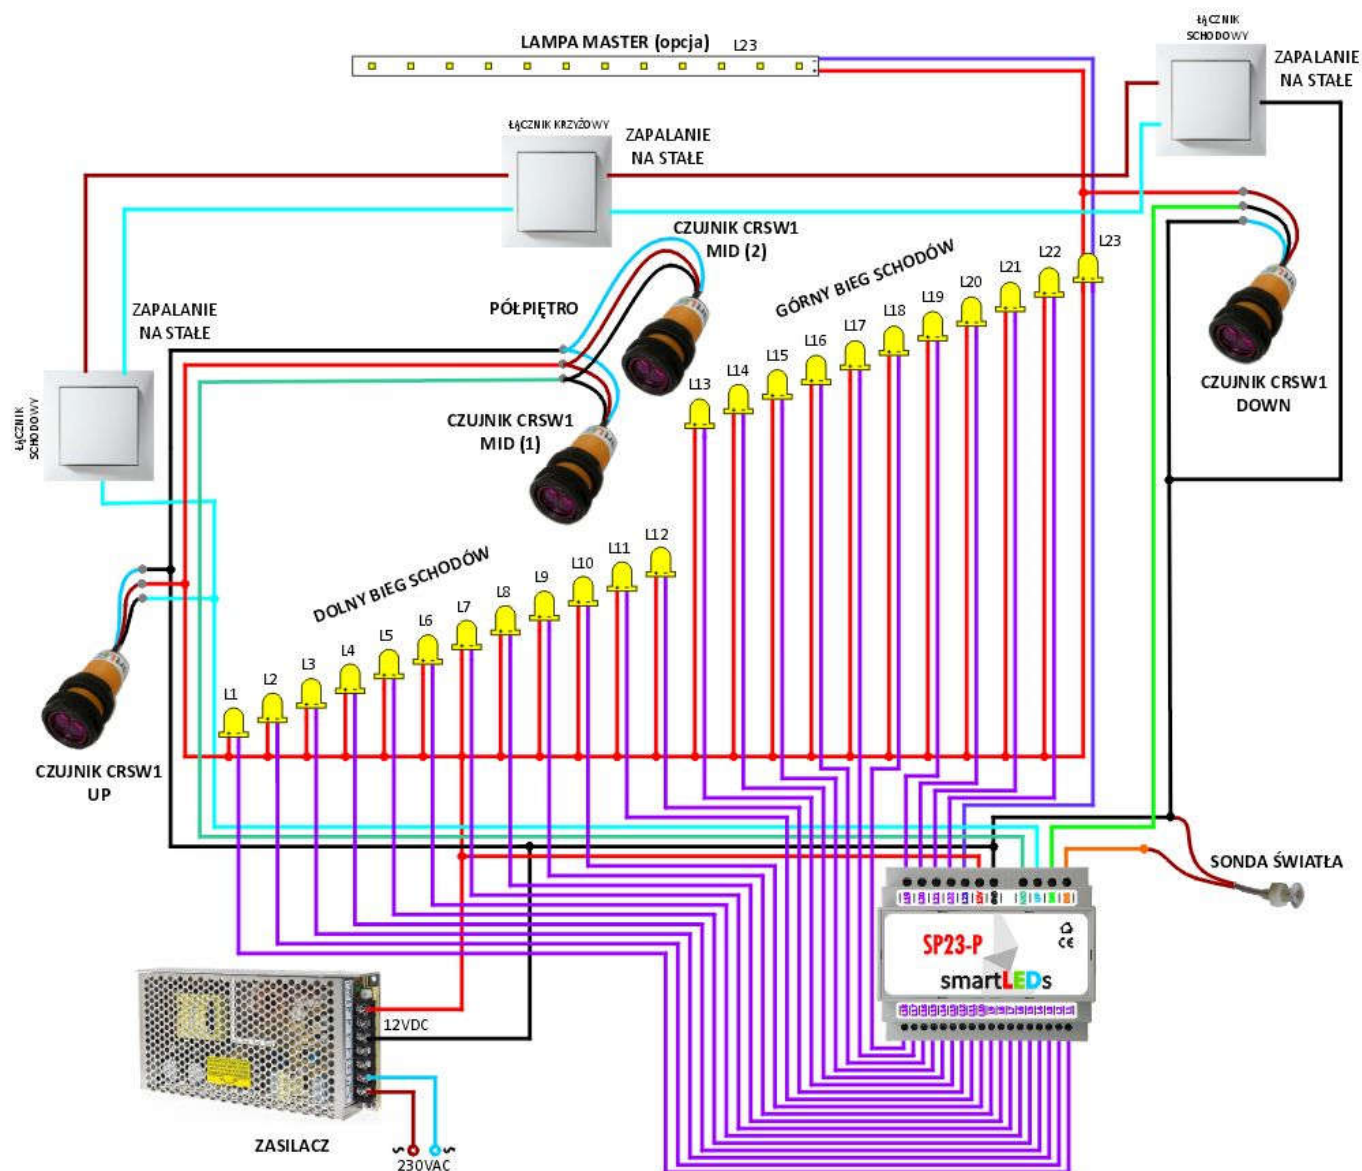 LAMPA MASTER (opcja) L23
ŁĄCZNIK
SCHODOWY
ZAPALANIE
NA STAŁE
ŁĄCZNIK KRZYŻOWY
ZAPALANIE
NA STAŁE
CZUJNIK CRSW1
MID (2)
PÓŁPIĘTRO
GÓRNY BIEG SCHODÓW
L13
L14
L15
L16
L17
L18
L19
L20
L21
L22
L23
CZUJNIK CRSW1
DOWN
ZAPALANIE
NA STAŁE
ŁĄCZNIK
SCHODOWY
CZUJNIK CRSW1
MID (1)
DOLNY BIEG SCHODÓW
L1
L2
L3
L4
L5
L6
L7
L8
L9
L10
L11
L12
CZUJNIK CRSW1
UP
SONDA ŚWIATŁA
SP23-P
CE
smartLEDs
12VDC
ZASILACZ
~ ~
230VAC